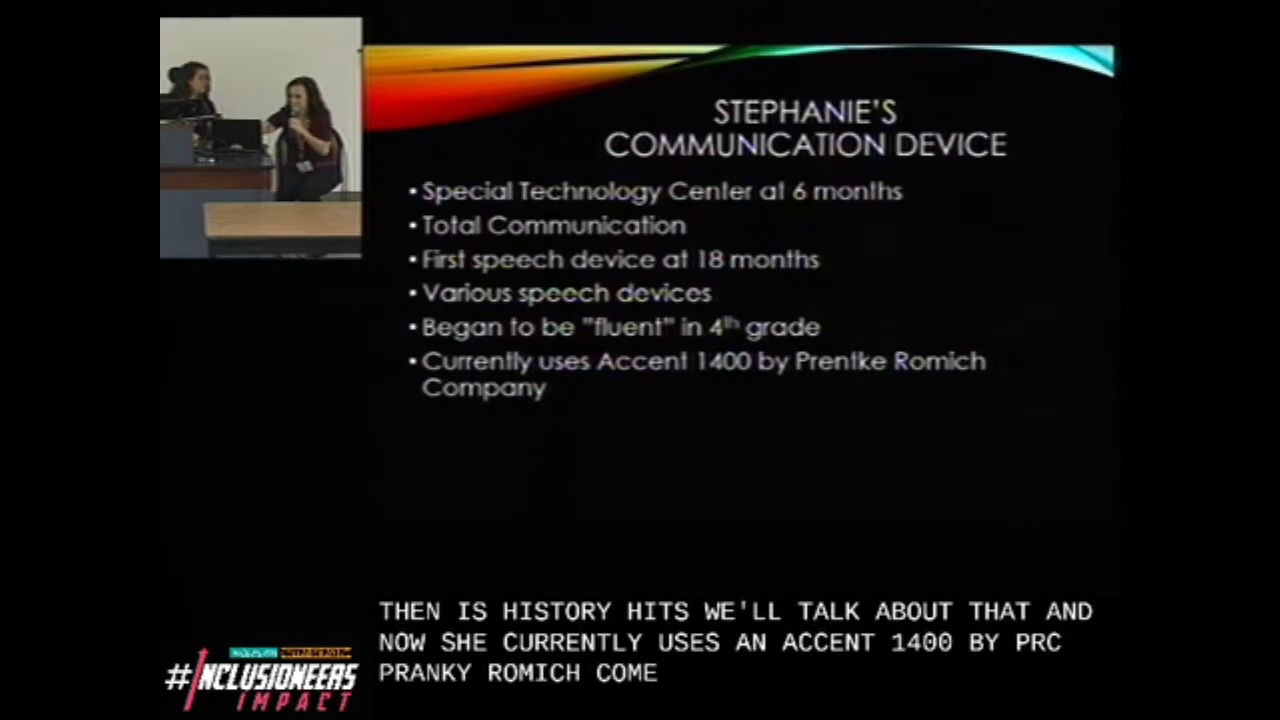 STEPHANIE'S
COMMUNICATION DEVICE
• Special Technology Center at 6 months
• Total Communication
• First speech device at 18 months
• Various speech devices
• Began to be "fluent" in 4th grade
• Currently uses Accent 1400 by Prentke Romich
Company
THEN IS HISTORY HITS WE'LL TALK ABOUT THAT AND
NOW SHE CURRENTLY USES AN ACCENT 1400 BY PRC
PRANKY ROMICH COME
#INCLUSIONEERS
IMPACT